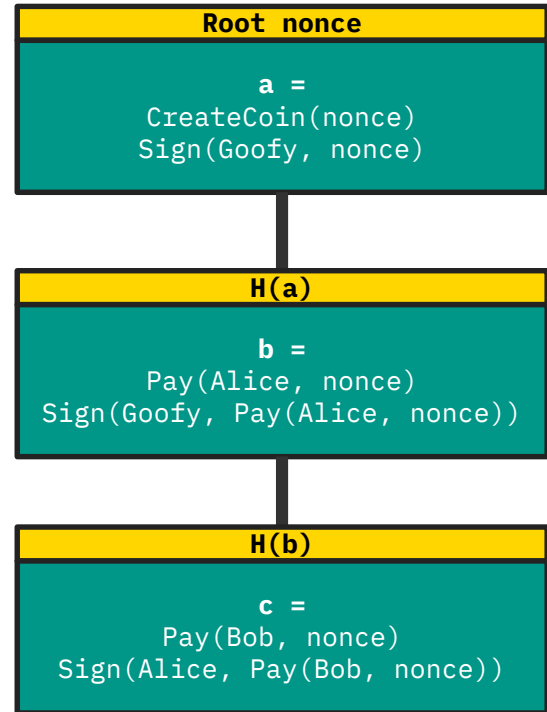 Root nonce
a =
CreateCoin(nonce)
Sign(Goofy, nonce)
H(a)
b =
Pay(Alice, nonce)
Sign(Goofy, Pay(Alice, nonce))
H(b)
c =
Pay(Bob, nonce)
Sign(Alice, Pay(Bob, nonce))